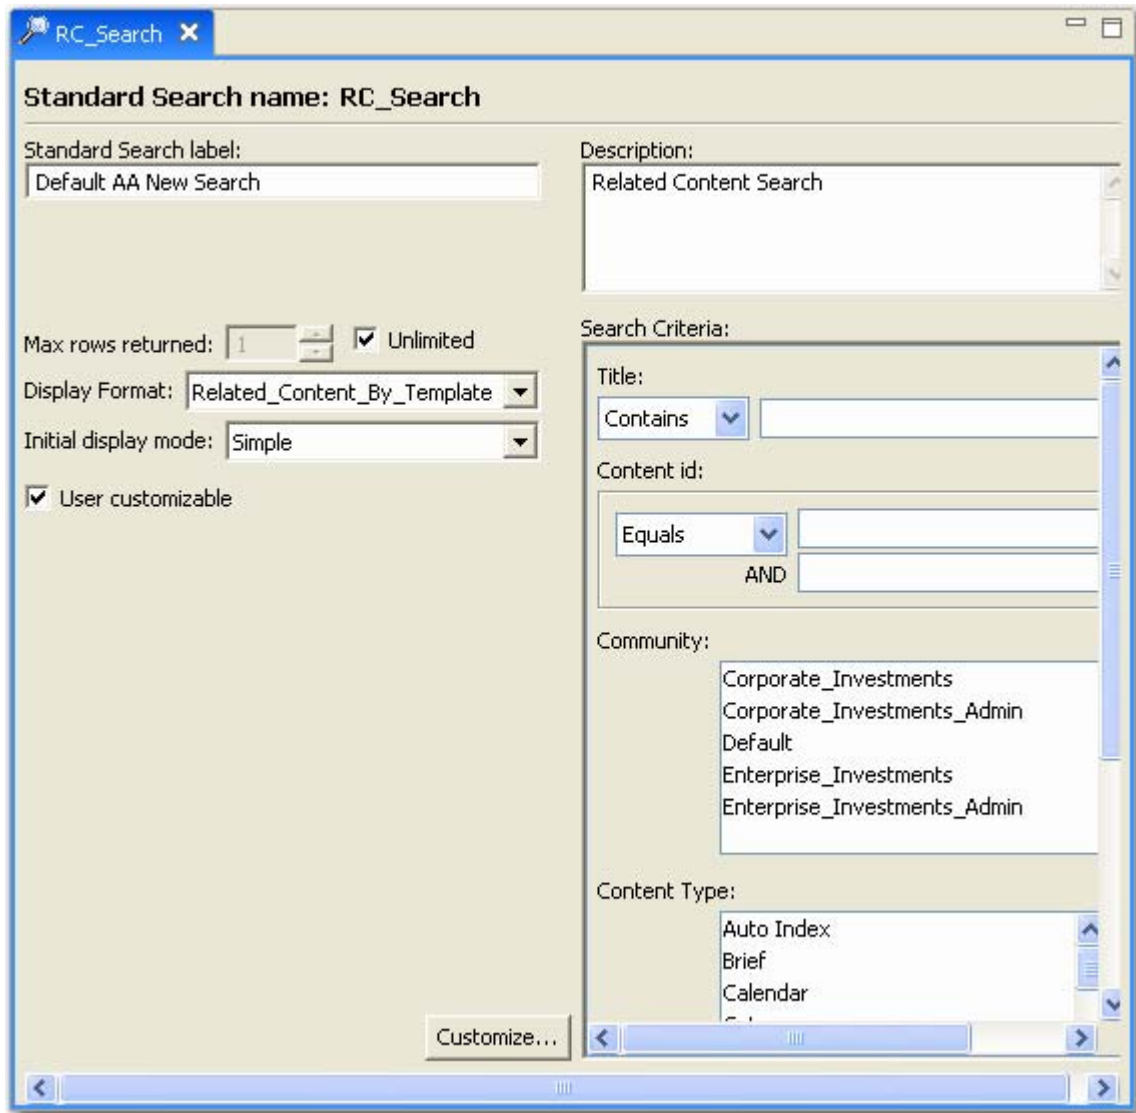 RC_Search
Standard Search name: RC_Search
Standard Search label:
Default AA New Search
Description:
Related Content Search
Max rows returned: 1 Unlimited
Display Format: Related_Content_By_Template
Initial display mode: Simple
User customizable
Customize...
Search Criteria:
Title:
Contains
Content id:
Equals
AND
Community:
Corporate_Investments
Corporate_Investments_Admin
Default
Enterprise_Investments
Enterprise_Investments_Admin
Content Type:
Auto Index
Brief
Calendar